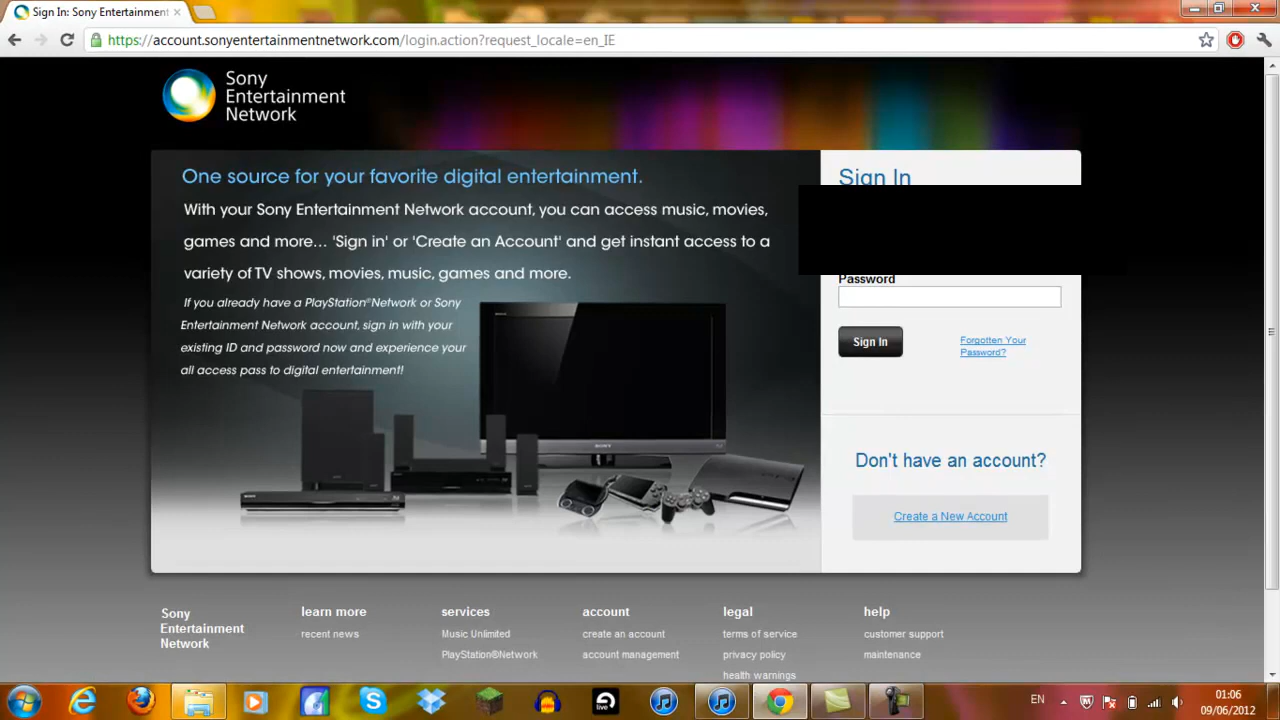 Sign In: Sony Entertainment
https://account.sonyentertainmentnetwork.com/login.action?request_locale=en_IE
Sony
Entertainment
Network
One source for your favorite digital entertainment.
With your Sony Entertainment Network account, you can access music, movies,
games and more... 'Sign in' or 'Create an Account' and get instant access to a
variety of TV shows, movies, music, games and more.
If you already have a PlayStation®Network or Sony
Entertainment Network account, sign in with your
existing ID and password now and experience your
all access pass to digital entertainment!
SONY
Sign In
Password
Sign In
Forgotten Your
Password?
Don't have an account?
Create a New Account
Sony
Entertainment
Network
learn more
recent news
services
Music Unlimited
PlayStation®Network
account
create an account
account management
legal
terms of service
privacy policy
health warnings
help
customer support
maintenance
live
EN
01:06
09/06/2012